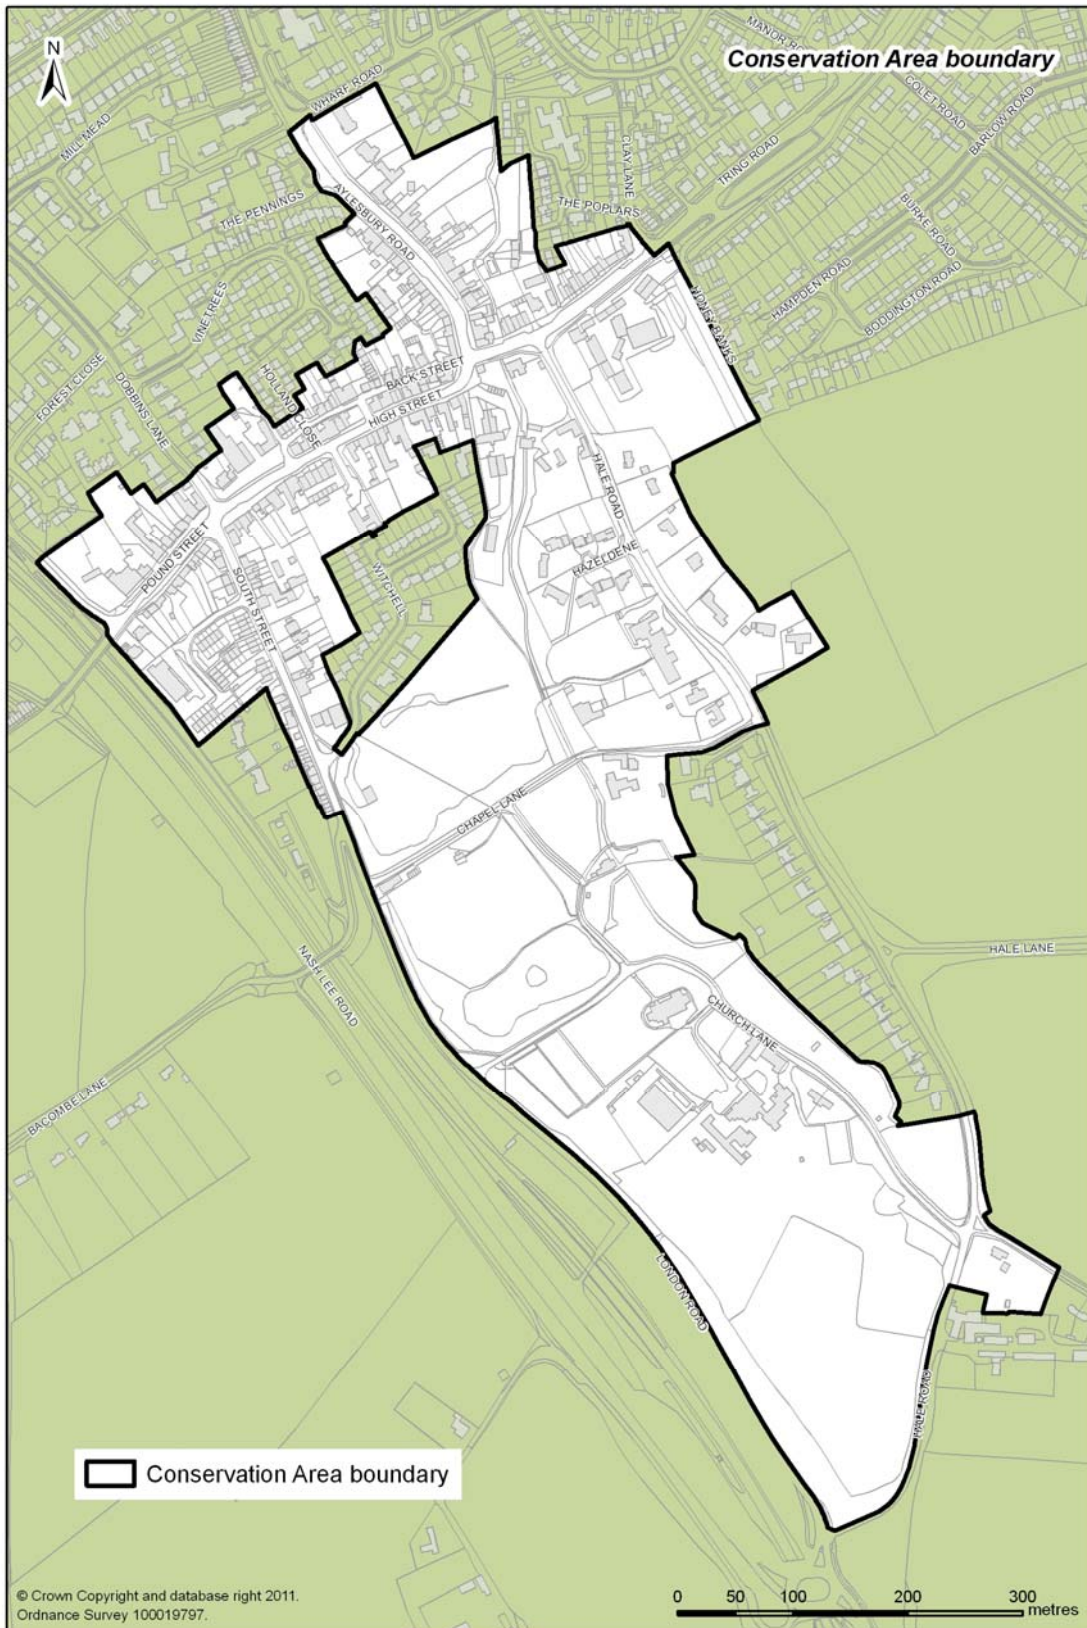 Conservation Area boundary
N
MANOR RO
COLET ROAD
BARLOW ROAD
WHARF ROAD
MILL MEAD
CLAY LANE
TRING ROAD
THE PENNINGS
AYLESBURY ROAD
THE POPLARS
BURKE ROAD
HAMPDEN ROAD
BODDINGTON ROAD
HONEY BANKS
VINETREES
FOREST CLOSE
DOBBINS LANE
HOLLAND CLOSE
BACK STREET
HIGH STREET
HALE ROAD
POUND STREET
SOUTH STREET
WITCHELL
HAZELDENE
CHAPEL LANE
NASH LEE ROAD
HALE LANE
CHURCH LANE
BACOMBE LANE
LONDON ROAD
HALE ROAD
Conservation Area boundary
© Crown Copyright and database right 2011.
Ordnance Survey 100019797.
0 50 100 200 300
metres